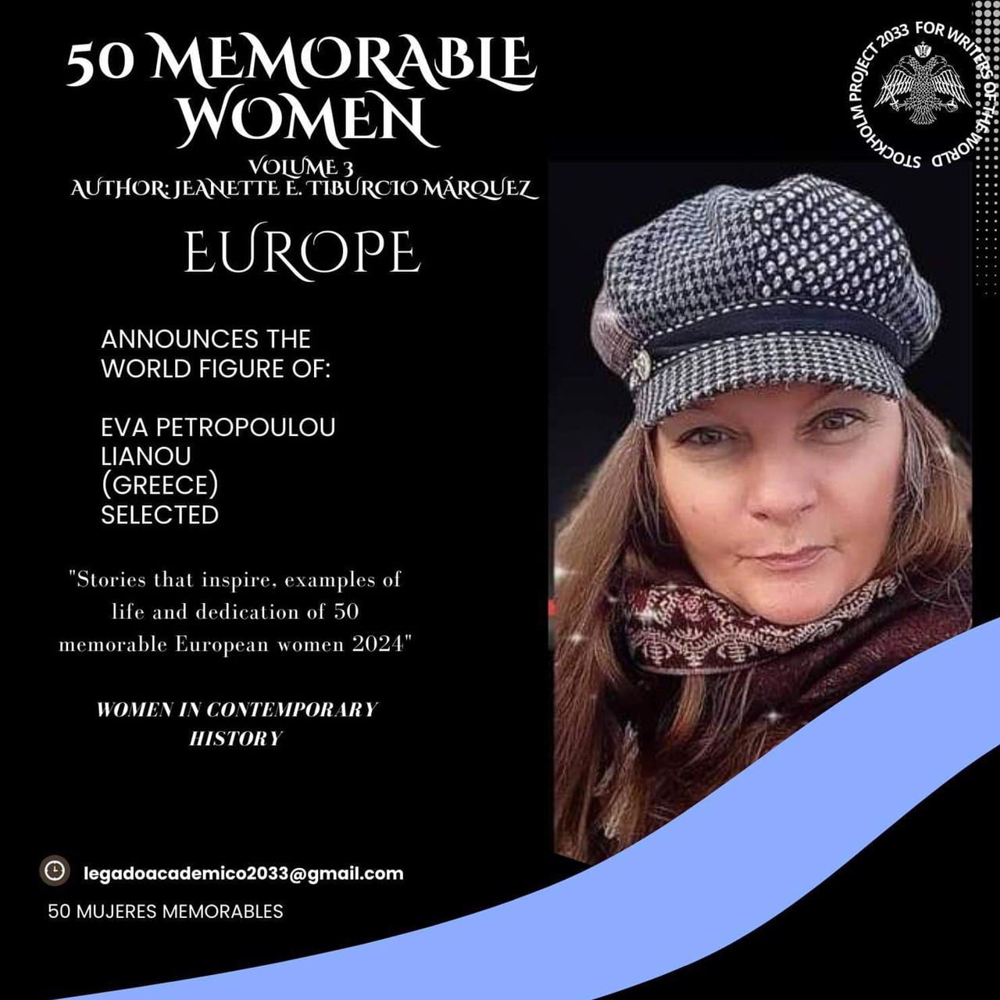 50 MEMORABLE
WOMEN
VOLUME 3
AUTHOR: JEANETTE E. TIBURCIO MÁRQUEZ
STOCKHOLM PROJECT 2033 FOR WRITERS OF THE WORLD
EUROPE
ANNOUNCES THE
WORLD FIGURE OF:
EVA PETROPOULOU
LIANOU
(GREECE)
SELECTED
"Stories that inspire, examples of
life and dedication of 50
memorable European women 2024"
WOMEN IN CONTEMPORARY
HISTORY
legadoacademico2033@gmail.com
50 MUJERES MEMORABLES